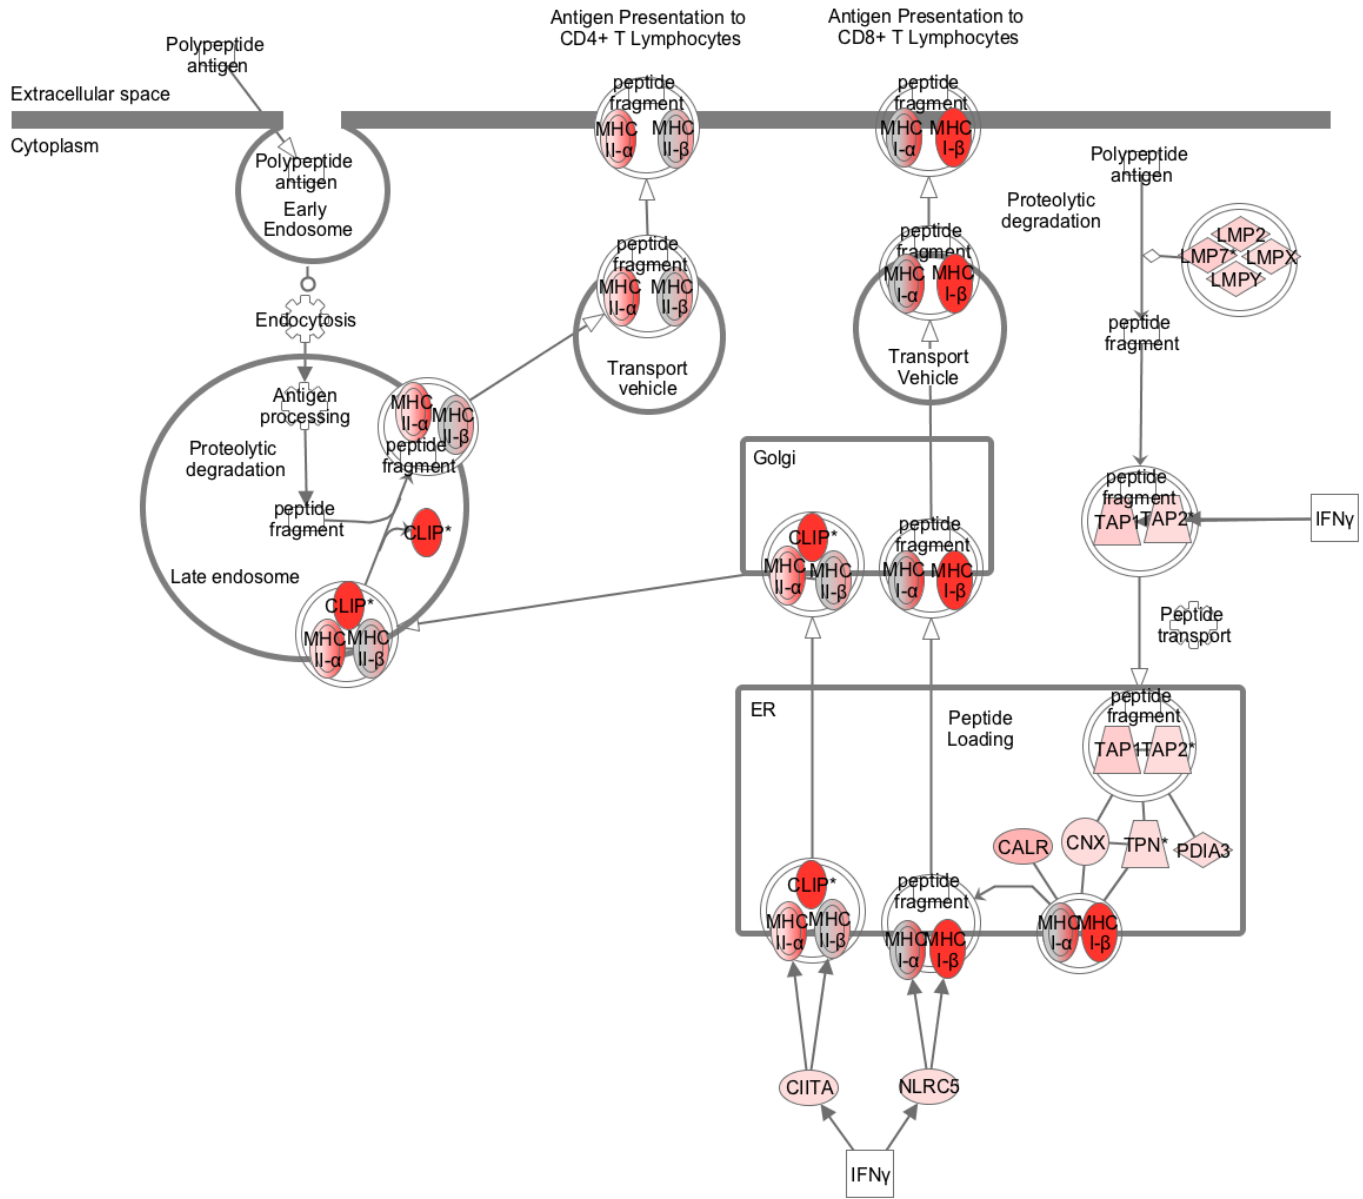 Antigen Presentation to
CD4+ T Lymphocytes
Antigen Presentation to
CD8+ T Lymphocytes
Polypeptide
antigen
Extracellular space
Cytoplasm
Polypeptide
antigen
Early
Endosome
Endocytosis
Antigen
processing
Proteolytic
degradation
peptide
fragment
Late endosome
CLIP*
MHC
II-α
MHC
II-β
peptide
fragment
CLIP*
MHC
II-α
MHC
II-β
peptide
fragment
MHC
II-α
MHC
II-β
peptide
fragment
MHC
II-α
MHC
II-β
Transport
vehicle
peptide
fragment
MHC
I-α
MHC
I-β
peptide
fragment
MHC
I-α
MHC
I-β
Transport
Vehicle
Golgi
CLIP*
MHC
II-α
MHC
II-β
peptide
fragment
MHC
I-α
MHC
I-β
Polypeptide
antigen
Proteolytic
degradation
LMP2
LMP7*
LMPX
LMPY
peptide
fragment
peptide
fragment
TAP1
TAP2*
IFNγ
Peptide
transport
ER
Peptide
Loading
peptide
fragment
TAP1
TAP2*
CALR
CNX
TPN*
PDIA3
CLIP*
MHC
II-α
MHC
II-β
peptide
fragment
MHC
I-α
MHC
I-β
MHC
I-α
MHC
I-β
CIITA
NLRC5
IFNγ